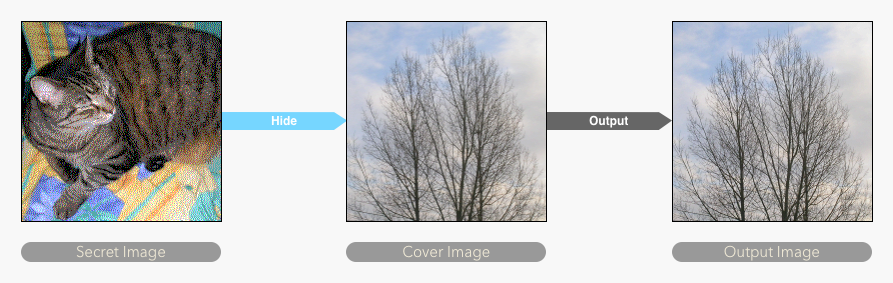 Hide
Output
Secret Image
Cover Image
Output Image